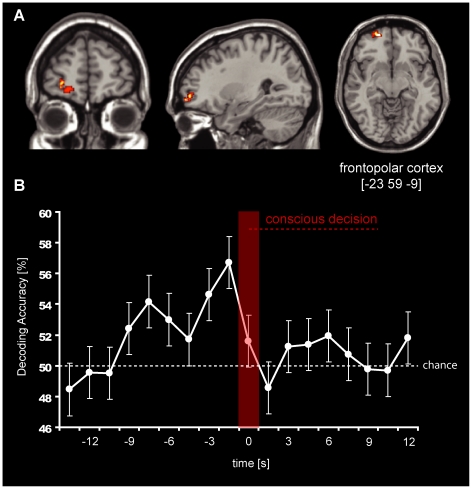 A
frontopolar cortex
[-23 59 -9]
B
conscious decision
Decoding Accuracy [%]
60
58
56
54
52
50
48
46
chance
-12 -9 -6 -3 0 3 6 9 12
time [s]